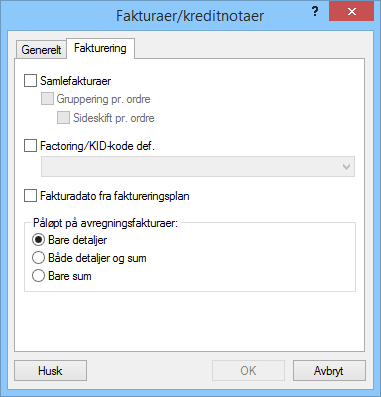 Fakturaer/kreditnotaer
?
Generelt
Fakturering
Samlefakturaer
Gruppering pr. ordre
Sideskift pr. ordre
Factoring/KID-kode def.
Fakturadato fra faktureringsplan
Påløpt på avregningsfakturaer:
Bare detaljer
Både detaljer og sum
Bare sum
Husk
OK
Avbryt